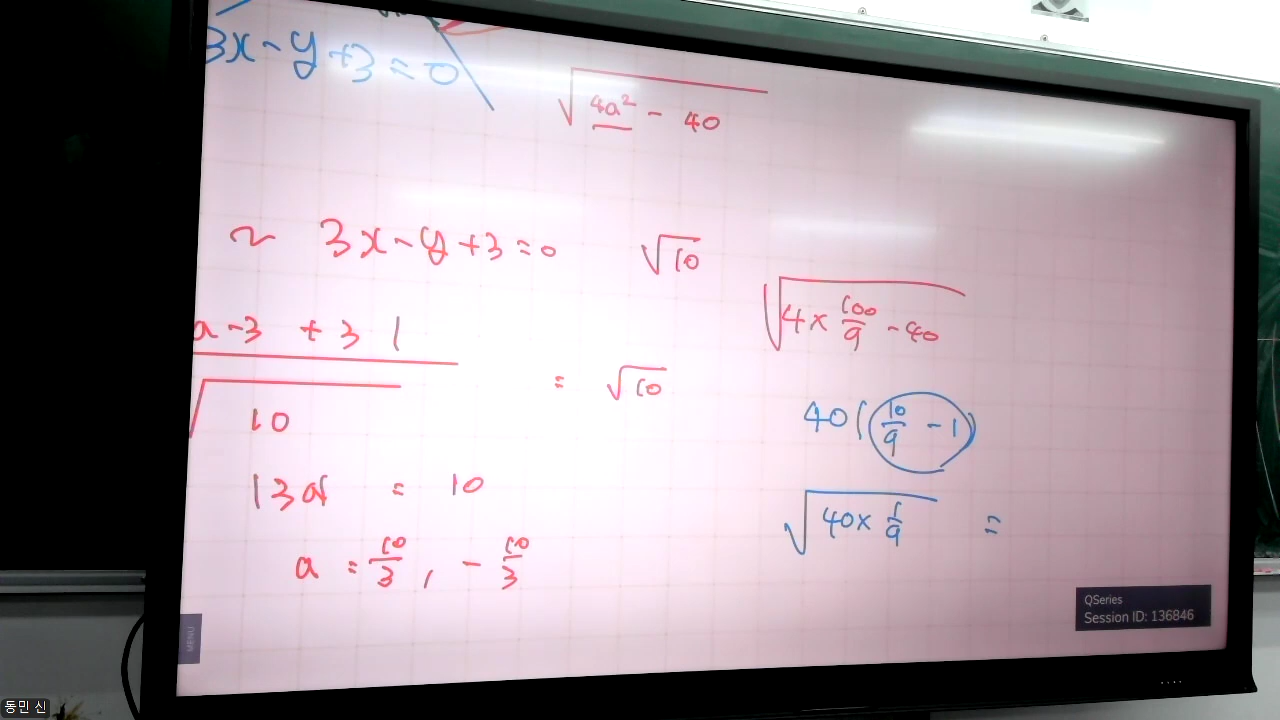 3x-y+3=0
√(4a²-40)
~ 3x-y+3=0
√10
a-3 +3 |
√10
= √10
|3a| = 10
a = 10/3, -10/3
√(4×100/9-40)
40(10/9-1)
√(40×1/9) =
QSeries
Session ID: 136846
MENU
동민 신